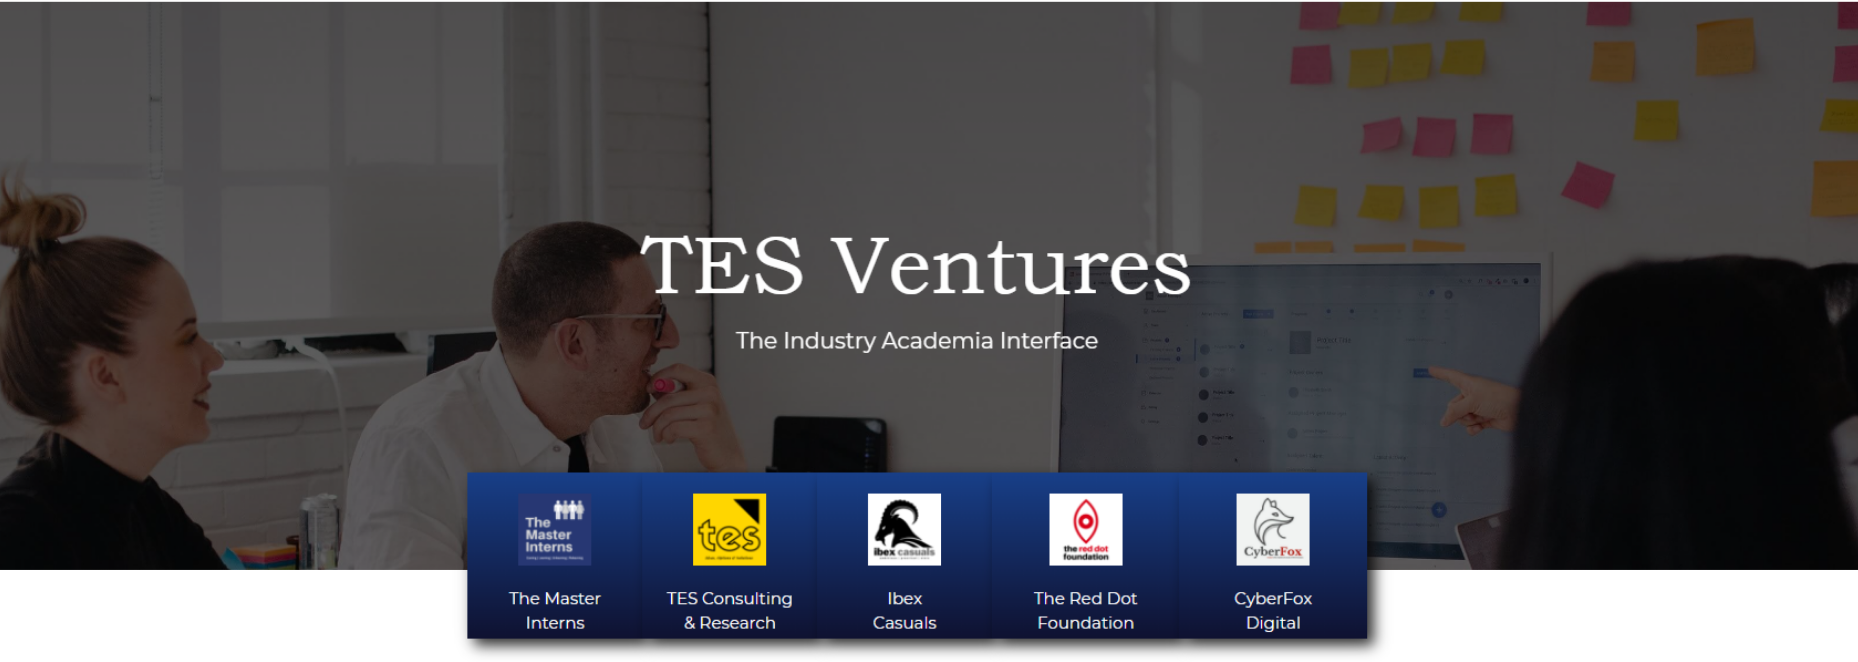 TES Ventures
The Industry Academia Interface
The
Master
Interns
tes
ibex casuals
the red dot
foundation
CyberFox
The Master
Interns
TES Consulting
& Research
Ibex
Casuals
The Red Dot
Foundation
CyberFox
Digital